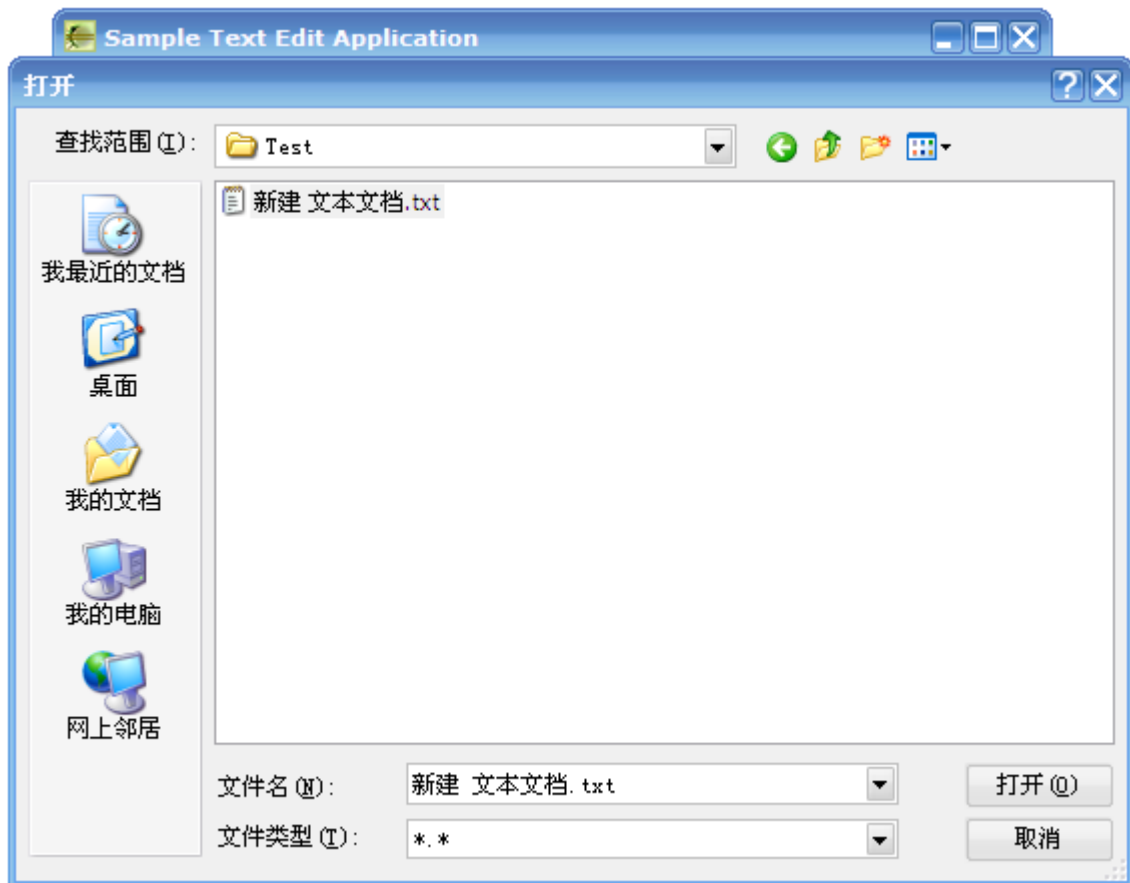 Sample Text Edit Application
打开
查找范围(I):
Test
新建 文本文档.txt
我最近的文档
桌面
我的文档
我的电脑
网上邻居
文件名(N):
新建 文本文档.txt
打开(O)
文件类型(T):
*.*
取消